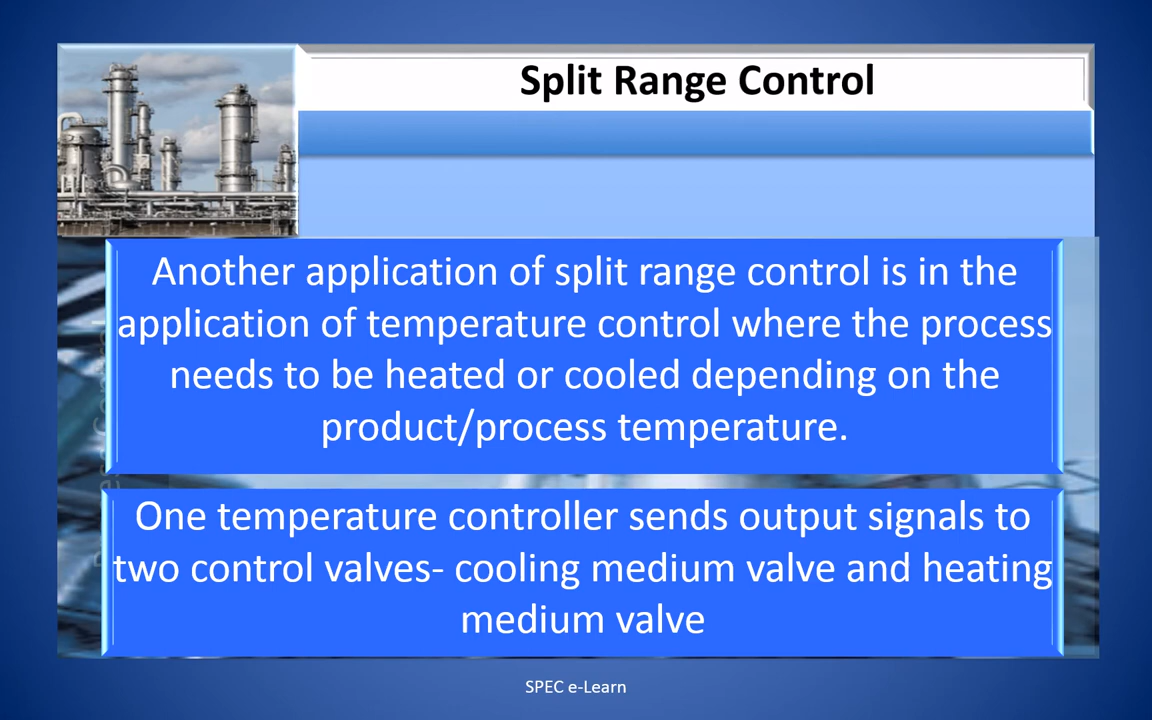 Split Range Control
Another application of split range control is in the
application of temperature control where the process
needs to be heated or cooled depending on the
product/process temperature.
One temperature controller sends output signals to
two control valves- cooling medium valve and heating
medium valve
SPEC e-Learn